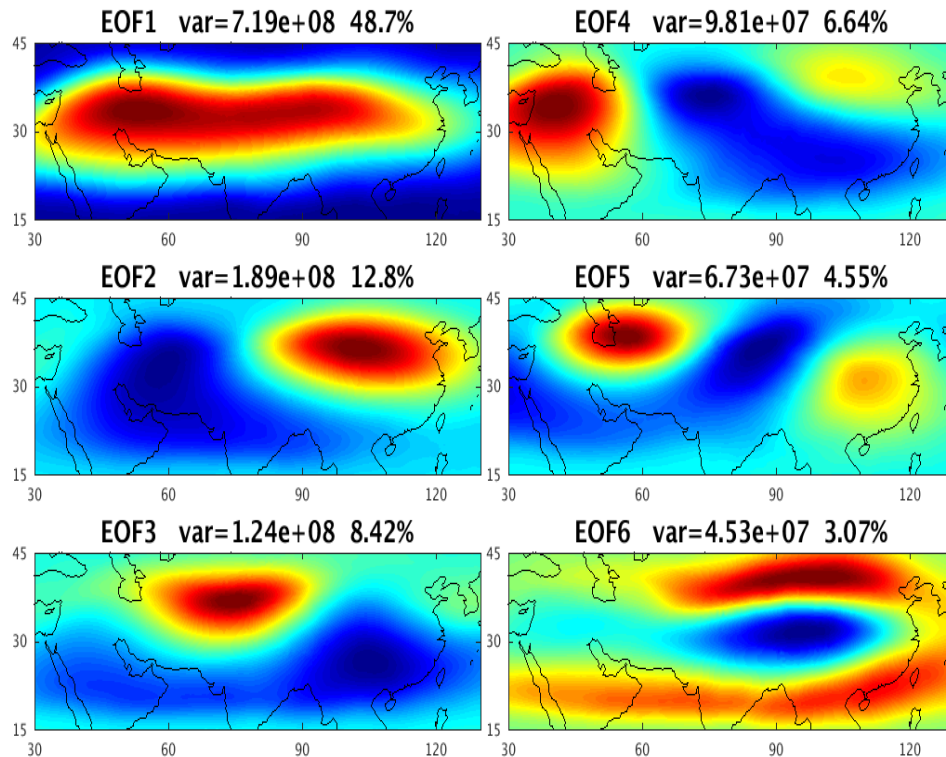 EOF1 var=7.19e+08 48.7%
45
30
15
30 60 90 120
EOF4 var=9.81e+07 6.64%
45
30
15
30 60 90 120
EOF2 var=1.89e+08 12.8%
45
30
15
30 60 90 120
EOF5 var=6.73e+07 4.55%
45
30
15
30 60 90 120
EOF3 var=1.24e+08 8.42%
45
30
15
30 60 90 120
EOF6 var=4.53e+07 3.07%
45
30
15
30 60 90 120